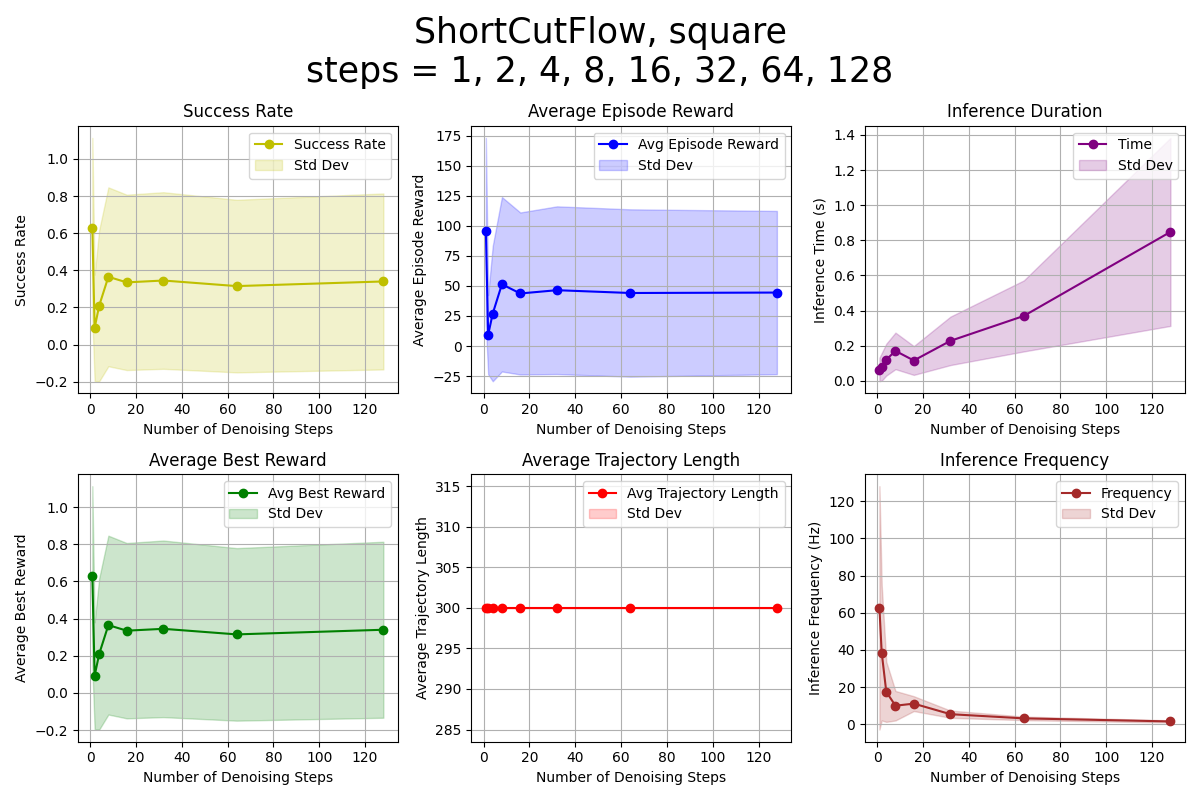 ShortCutFlow, square
steps = 1, 2, 4, 8, 16, 32, 64, 128
Success Rate
Success Rate
Std Dev
1.0
0.8
0.6
0.4
0.2
0.0
−0.2
Success Rate
0 20 40 60 80 100 120
Number of Denoising Steps
Average Episode Reward
Avg Episode Reward
Std Dev
175
150
125
100
75
50
25
0
−25
Average Episode Reward
0 20 40 60 80 100 120
Number of Denoising Steps
Inference Duration
Time
Std Dev
1.4
1.2
1.0
0.8
0.6
0.4
0.2
0.0
Inference Time (s)
0 20 40 60 80 100 120
Number of Denoising Steps
Average Best Reward
Avg Best Reward
Std Dev
1.0
0.8
0.6
0.4
0.2
0.0
−0.2
Average Best Reward
0 20 40 60 80 100 120
Number of Denoising Steps
Average Trajectory Length
Avg Trajectory Length
Std Dev
315
310
305
300
295
290
285
Average Trajectory Length
0 20 40 60 80 100 120
Number of Denoising Steps
Inference Frequency
Frequency
Std Dev
120
100
80
60
40
20
0
Inference Frequency (Hz)
0 20 40 60 80 100 120
Number of Denoising Steps